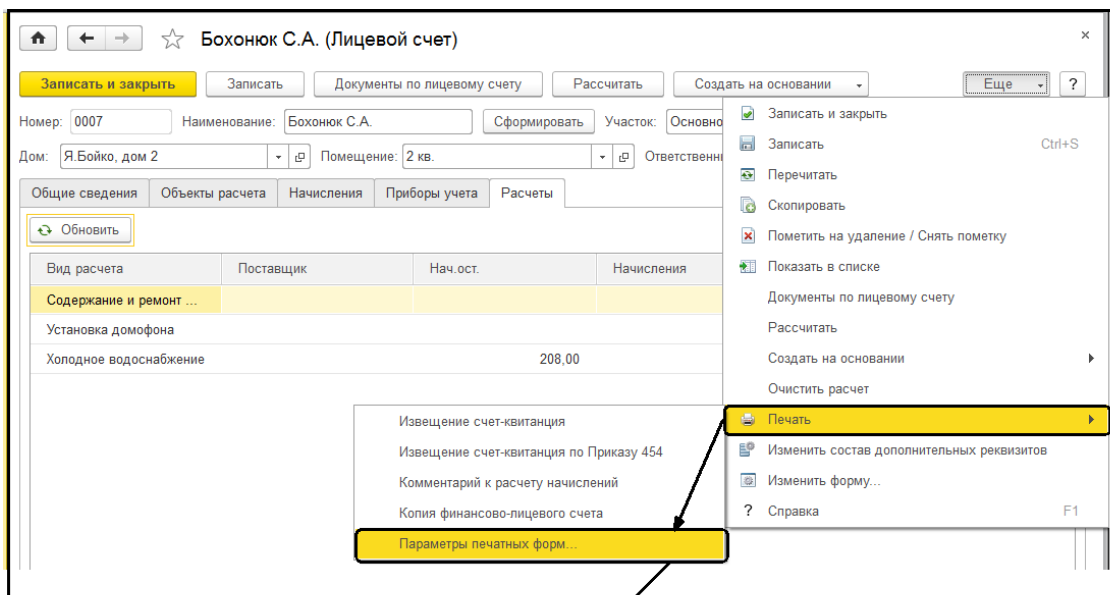 Бохонюк С.А. (Лицевой счет)
Записать и закрыть Записать Документы по лицевому счету Рассчитать Создать на основании Еще ?
Номер: 0007 Наименование: Бохонюк С.А. Сформировать Участок: Основно
Дом: Я.Бойко, дом 2 Помещение: 2 кв. Ответственн
Общие сведения Объекты расчета Начисления Приборы учета Расчеты
Обновить
Вид расчета Поставщик Нач.ост. Начисления
Содержание и ремонт ...
Установка домофона
Холодное водоснабжение 208,00
Записать и закрыть
Записать Ctrl+S
Перечитать
Скопировать
Пометить на удаление / Снять пометку
Показать в списке
Документы по лицевому счету
Рассчитать
Создать на основании
Очистить расчет
Печать
Изменить состав дополнительных реквизитов
Изменить форму...
? Справка F1
Извещение счет-квитанция
Извещение счет-квитанция по Приказу 454
Комментарий к расчету начислений
Копия финансово-лицевого счета
Параметры печатных форм...